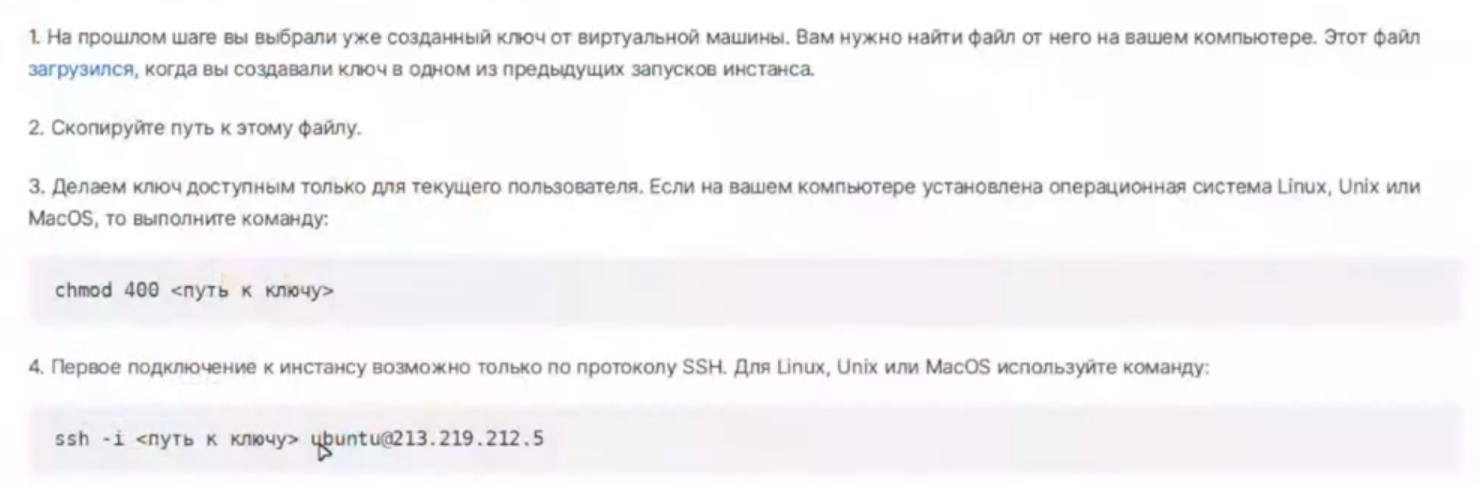 1. На прошлом шаге вы выбрали уже созданный ключ от виртуальной машины. Вам нужно найти файл от него на вашем компьютере. Этот файл
загрузился, когда вы создавали ключ в одном из предыдущих запусков инстанса.
2. Скопируйте путь к этому файлу.
3. Делаем ключ доступным только для текущего пользователя. Если на вашем компьютере установлена операционная система Linux, Unix или
MacOS, то выполните команду:
chmod 400 <путь к ключу>
4. Первое подключение к инстансу возможно только по протоколу SSH. Для Linux, Unix или MacOS используйте команду:
ssh -i <путь к ключу> ubuntu@213.219.212.5